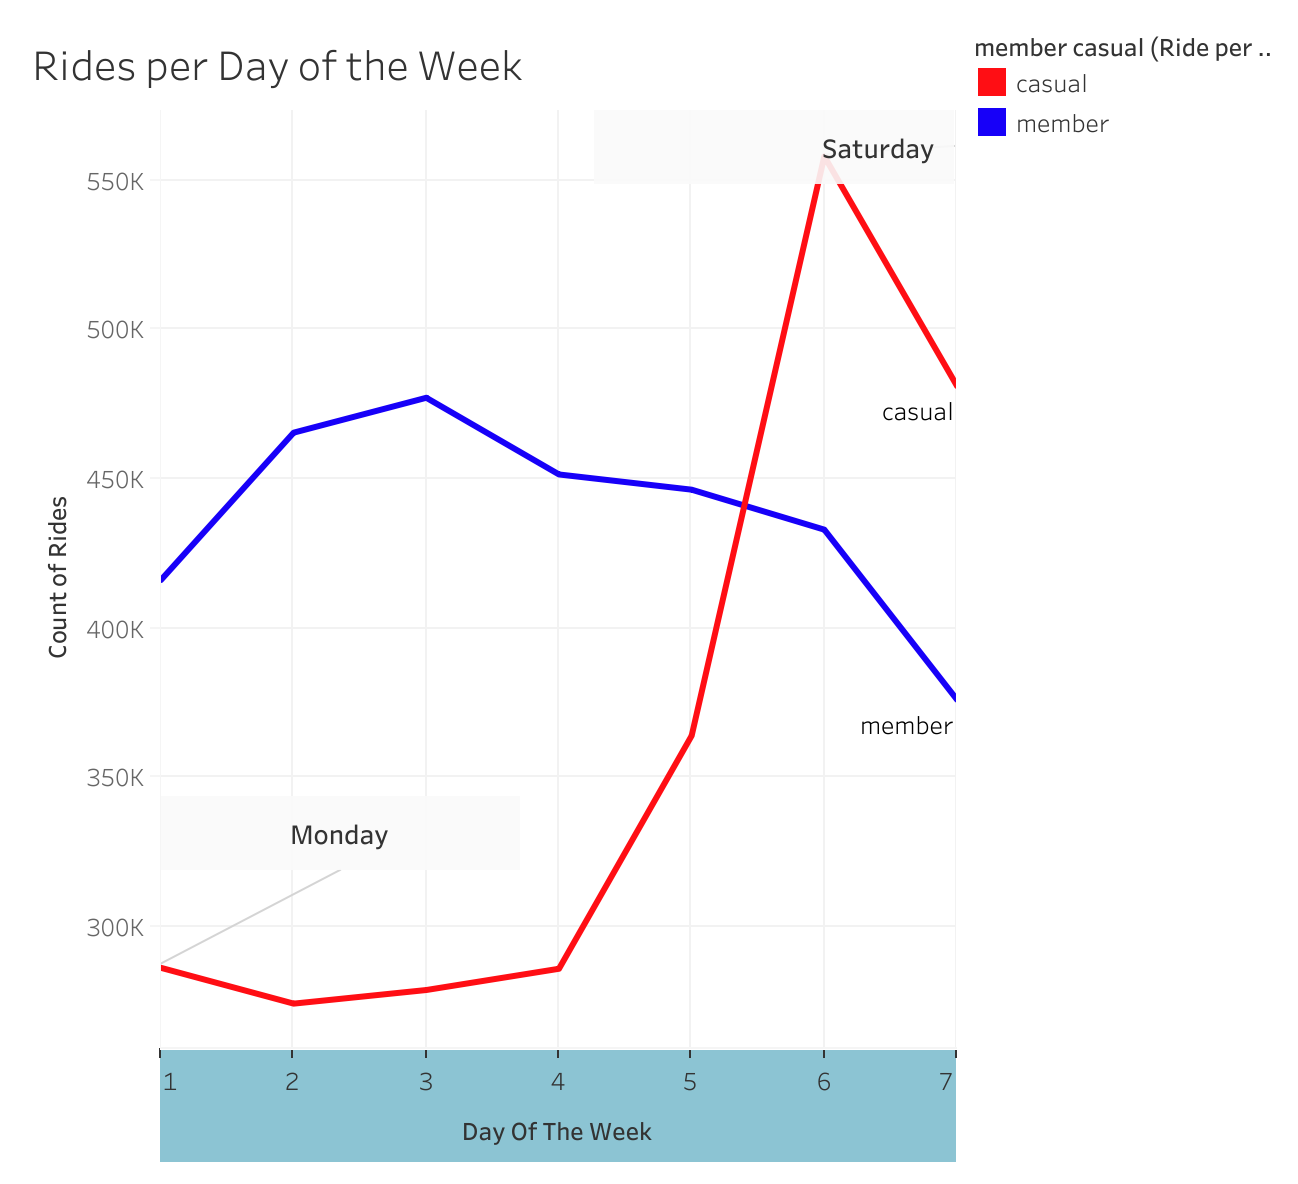 Rides per Day of the Week
member casual (Ride per ..
casual
member
Saturday
550K
500K
casual
450K
Count of Rides
400K
member
350K
Monday
300K
1 2 3 4 5 6 7
Day Of The Week